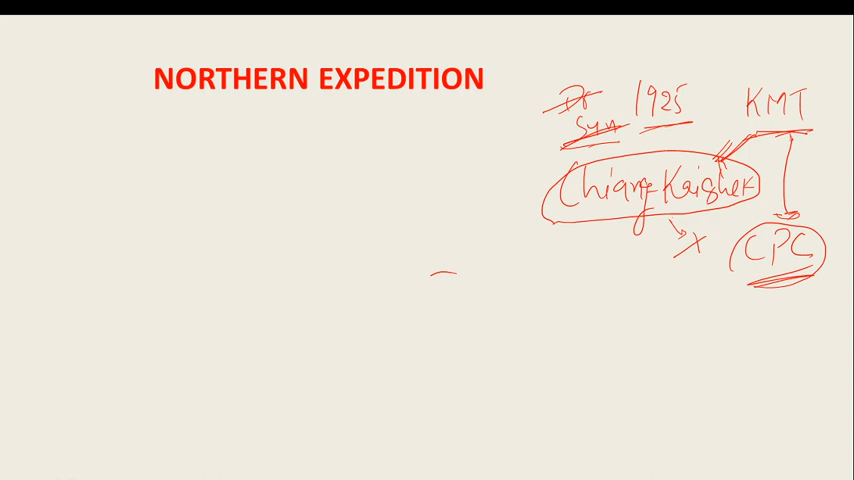 NORTHERN EXPEDITION
Dr 1925 KMT
Syn
Chiang Kaishek
x
CPC